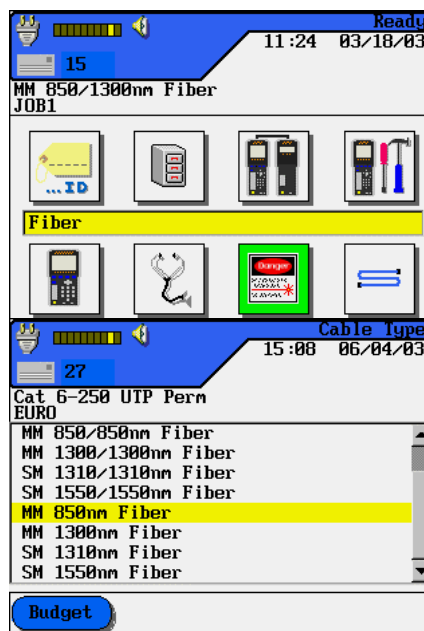 Ready
11:24 03/18/03
15
MM 850/1300nm Fiber
JOB1
...ID
Fiber
Danger
Cable Type
15:08 06/04/03
27
Cat 6-250 UTP Perm
EURO
MM 850/850nm Fiber
MM 1300/1300nm Fiber
SM 1310/1310nm Fiber
SM 1550/1550nm Fiber
MM 850nm Fiber
MM 1300nm Fiber
SM 1310nm Fiber
SM 1550nm Fiber
Budget